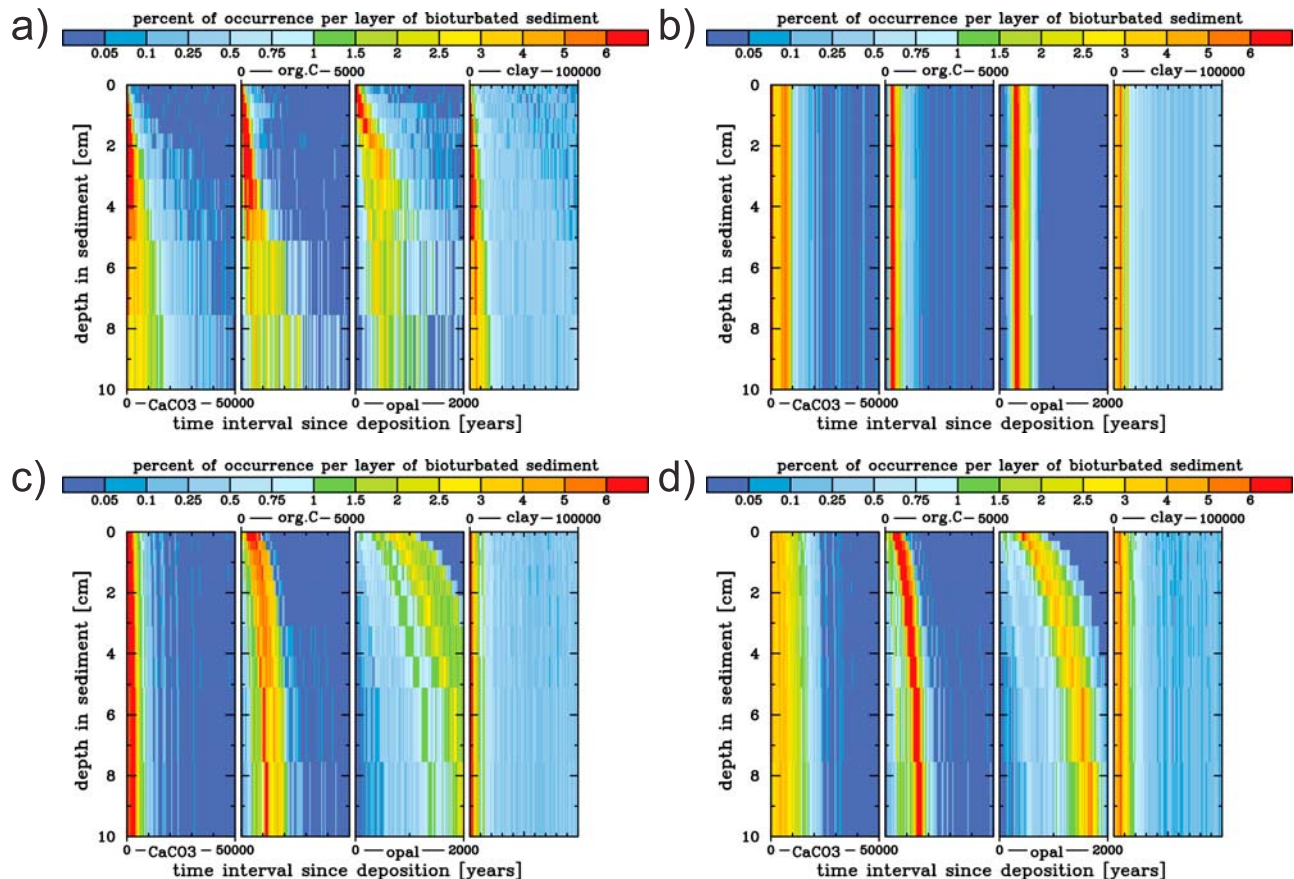 a)
percent of occurrence per layer of bioturbated sediment
0.05 0.1 0.25 0.5 0.75 1 1.5 2 2.5 3 4 5 6
0 — org.C – 5000 0 — clay – 100000
0
2
4
6
8
10
depth in sediment [cm]
0 – CaCO3 – 50000 0 — opal — 2000
time interval since deposition [years]
b)
percent of occurrence per layer of bioturbated sediment
0.05 0.1 0.25 0.5 0.75 1 1.5 2 2.5 3 4 5 6
0 — org.C – 5000 0 — clay – 100000
0
2
4
6
8
10
depth in sediment [cm]
0 – CaCO3 – 50000 0 — opal — 2000
time interval since deposition [years]
c)
percent of occurrence per layer of bioturbated sediment
0.05 0.1 0.25 0.5 0.75 1 1.5 2 2.5 3 4 5 6
0 — org.C – 5000 0 — clay – 100000
0
2
4
6
8
10
depth in sediment [cm]
0 – CaCO3 – 50000 0 — opal — 2000
time interval since deposition [years]
d)
percent of occurrence per layer of bioturbated sediment
0.05 0.1 0.25 0.5 0.75 1 1.5 2 2.5 3 4 5 6
0 — org.C – 5000 0 — clay – 100000
0
2
4
6
8
10
depth in sediment [cm]
0 – CaCO3 – 50000 0 — opal — 2000
time interval since deposition [years]